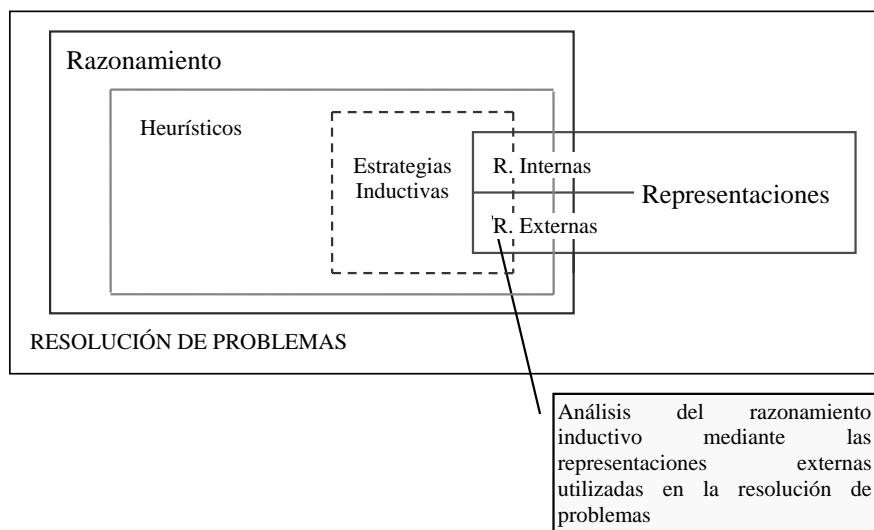 Razonamiento
Heurísticos
Estrategias
Inductivas
R. Internas
Representaciones
R. Externas
RESOLUCIÓN DE PROBLEMAS
Análisis del razonamiento
inductivo mediante las
representaciones externas
utilizadas en la resolución de
problemas